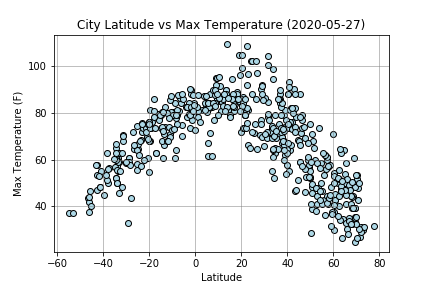 City Latitude vs Max Temperature (2020-05-27)
100
80
60
40
Max Temperature (F)
−60 −40 −20 0 20 40 60 80
Latitude